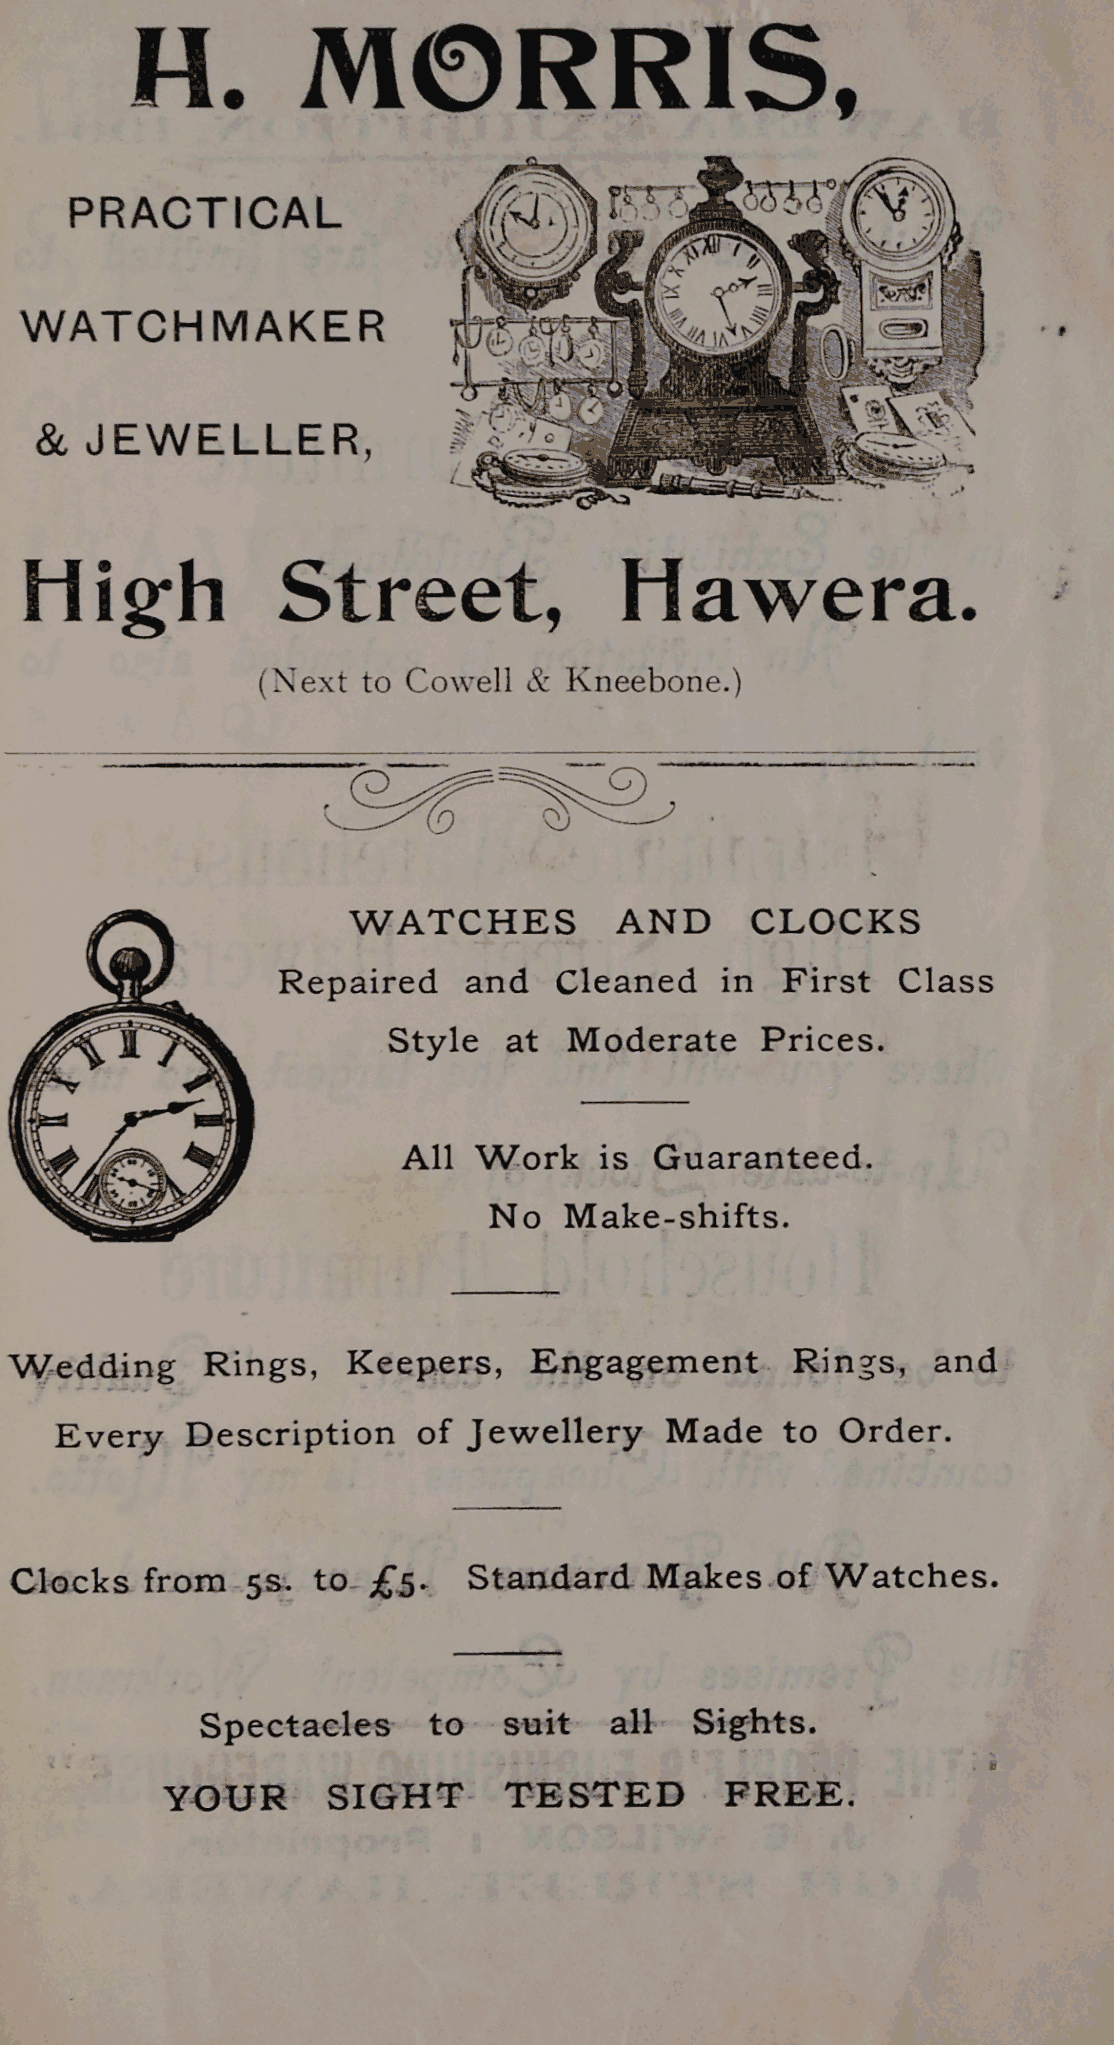 H. MORRIS,
PRACTICAL
WATCHMAKER
& JEWELLER,
High Street, Hawera.
(Next to Cowell & Kneebone.)
WATCHES AND CLOCKS
Repaired and Cleaned in First Class
Style at Moderate Prices.
All Work is Guaranteed.
No Make-shifts.
Wedding Rings, Keepers, Engagement Rings, and
Every Description of Jewellery Made to Order.
Clocks from 5s. to £5. Standard Makes of Watches.
Spectacles to suit all Sights.
YOUR SIGHT TESTED FREE.